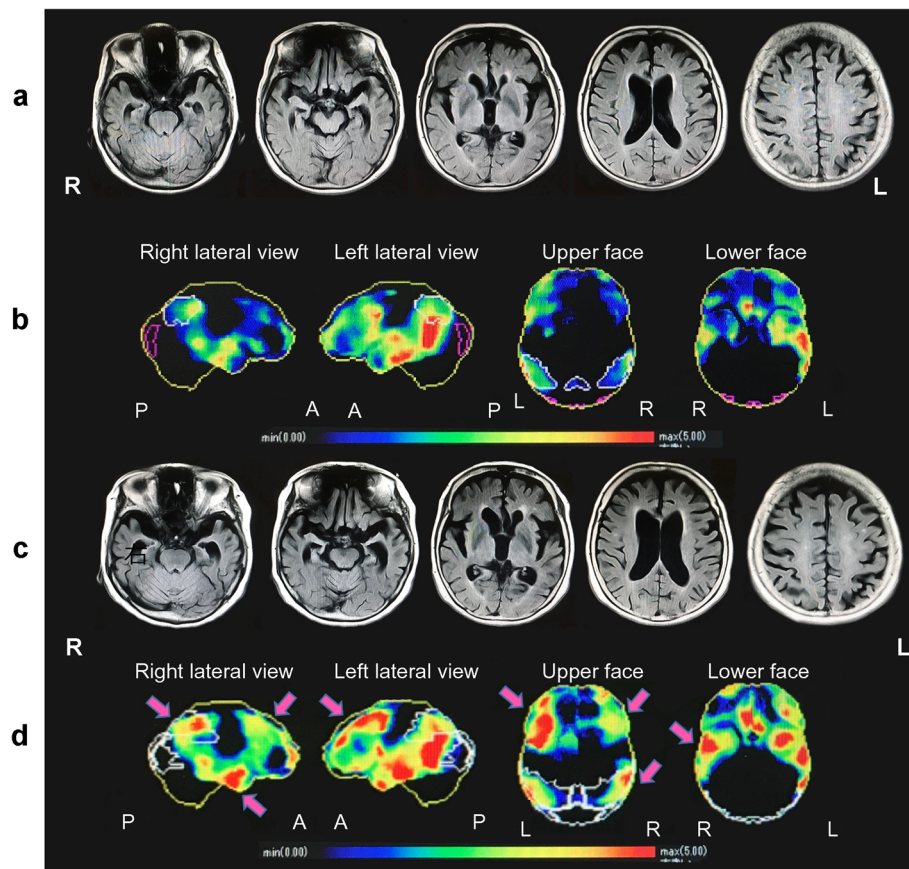 a
R
L
Right lateral view
Left lateral view
Upper face
Lower face
b
P
A
A
P
L
R
R
L
min(0.00)
max(5.00)
c
右
R
L
Right lateral view
Left lateral view
Upper face
Lower face
d
P
A
A
P
L
R
R
L
min(0.00)
max(5.00)